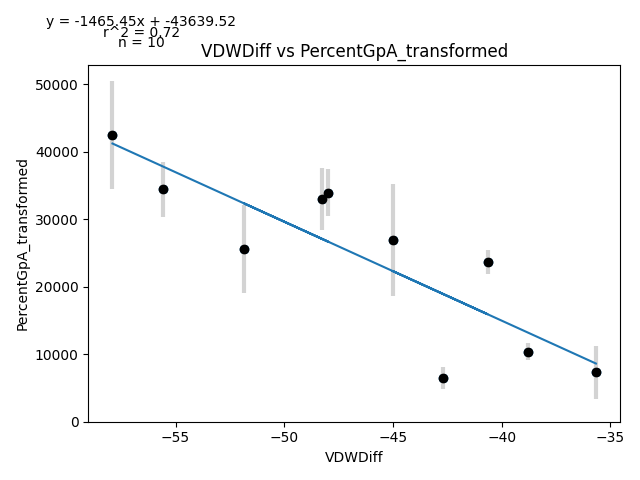 y = -1465.45x + -43639.52
r^2 = 0.72
n = 10
VDWDiff vs PercentGpA_transformed
PercentGpA_transformed
50000
40000
30000
20000
10000
0
−55
−50
−45
−40
−35
VDWDiff